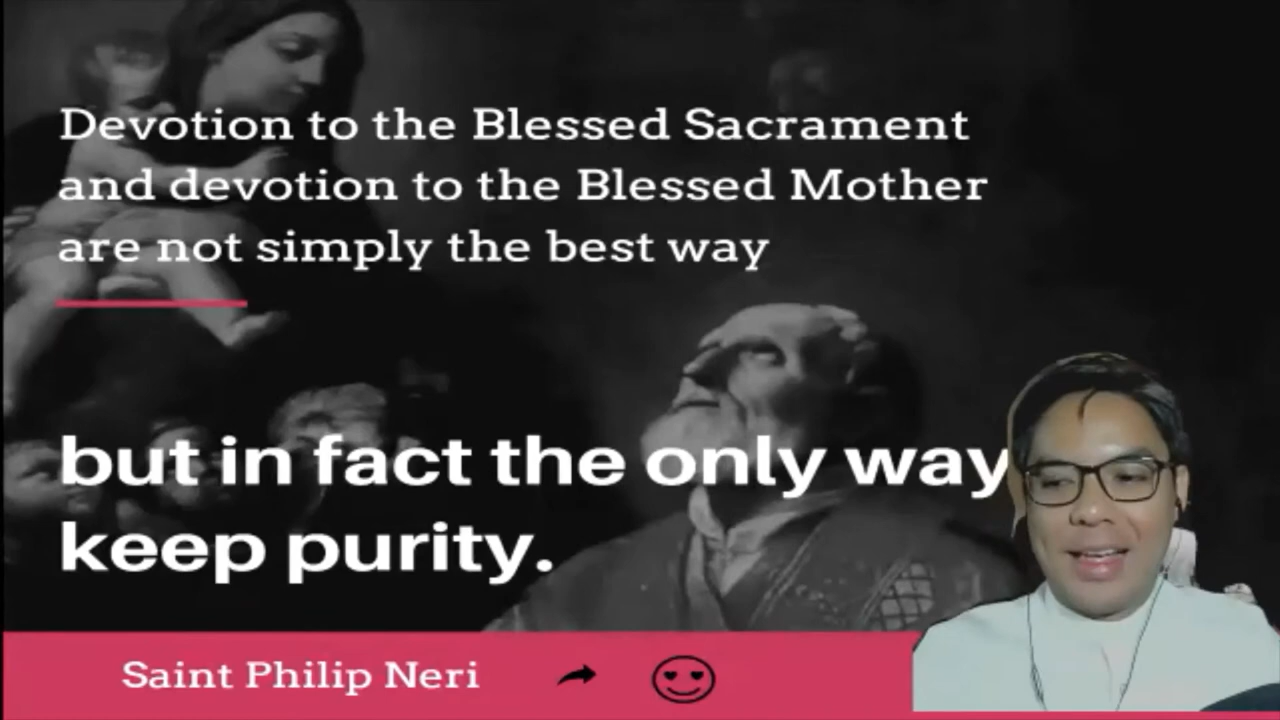 Devotion to the Blessed Sacrament
and devotion to the Blessed Mother
are not simply the best way
but in fact the only way
keep purity.
Saint Philip Neri